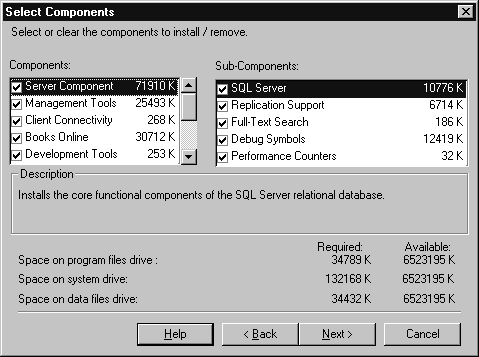 Select Components
Select or clear the components to install / remove.
Components:
Sub-Components:
Server Component 71910 K
Management Tools 25493 K
Client Connectivity 268 K
Books Online 30712 K
Development Tools 253 K
SQL Server 10776 K
Replication Support 6714 K
Full-Text Search 186 K
Debug Symbols 12419 K
Performance Counters 32 K
Description
Installs the core functional components of the SQL Server relational database.
Required: Available:
Space on program files drive : 34789 K 6523195 K
Space on system drive: 132168 K 6523195 K
Space on data files drive: 34432 K 6523195 K
Help < Back Next > Cancel